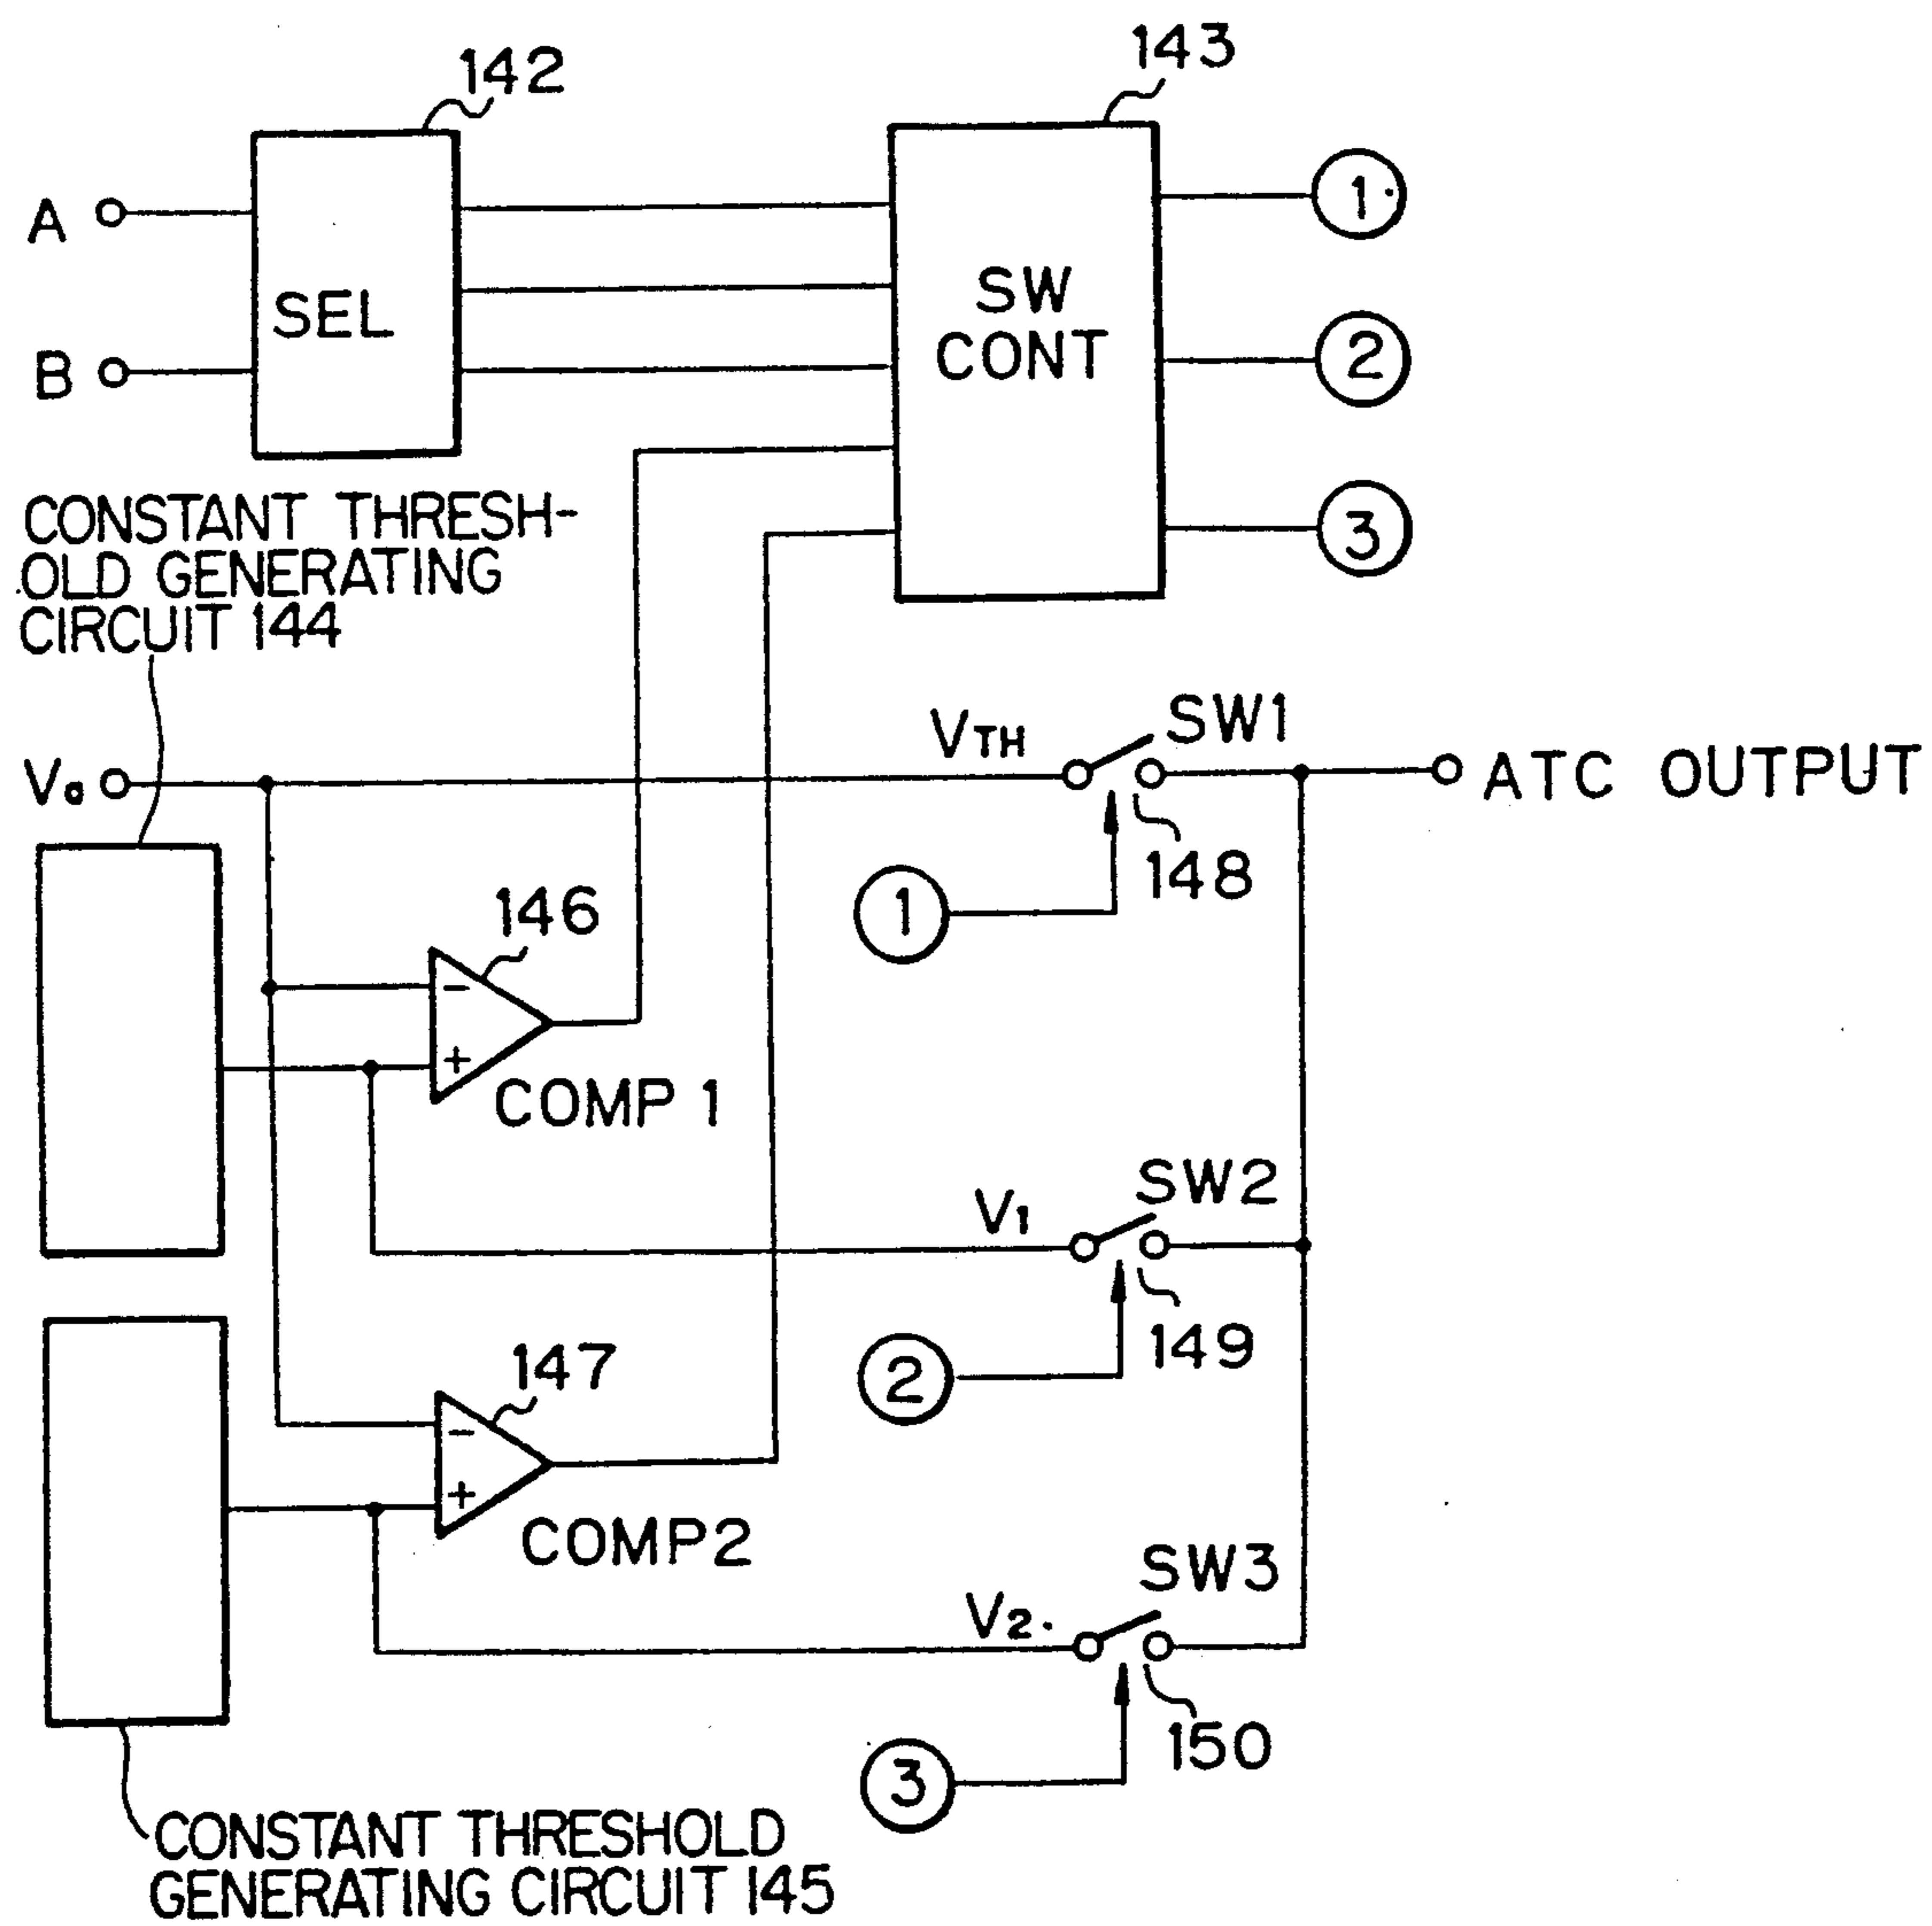 142
143
A
B
SEL
SW
CONT
1
2
3
CONSTANT THRESH-
OLD GENERATING
CIRCUIT 144
V0
VTH
SW1
ATC OUTPUT
148
1
146
-
+
COMP 1
V1
SW2
149
2
147
-
+
COMP2
V2
SW3
150
3
CONSTANT THRESHOLD
GENERATING CIRCUIT 145